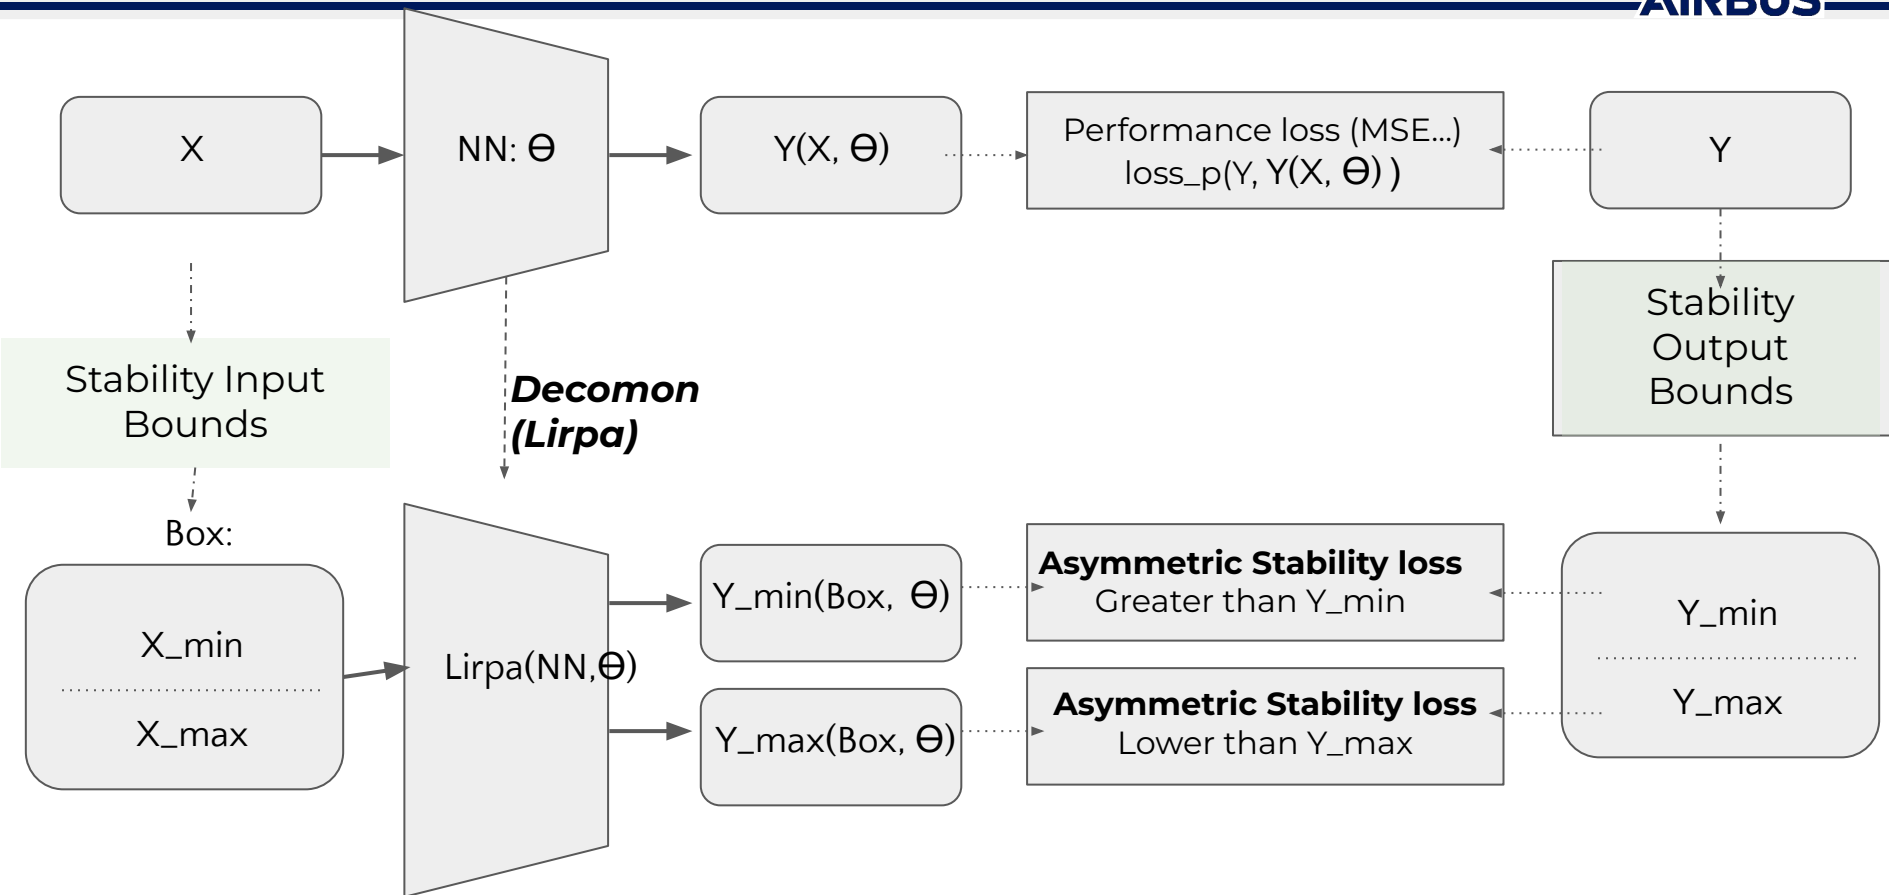 AIRBUS
X
NN: Ө
Y(X, Ө)
Performance loss (MSE...)
loss_p(Y, Y(X, Ө) )
Y
Stability Input
Bounds
Decomon
(Lirpa)
Stability
Output
Bounds
Box:
X_min
X_max
Lirpa(NN,Ө)
Y_min(Box, Ө)
Y_max(Box, Ө)
Asymmetric Stability loss
Greater than Y_min
Asymmetric Stability loss
Lower than Y_max
Y_min
Y_max